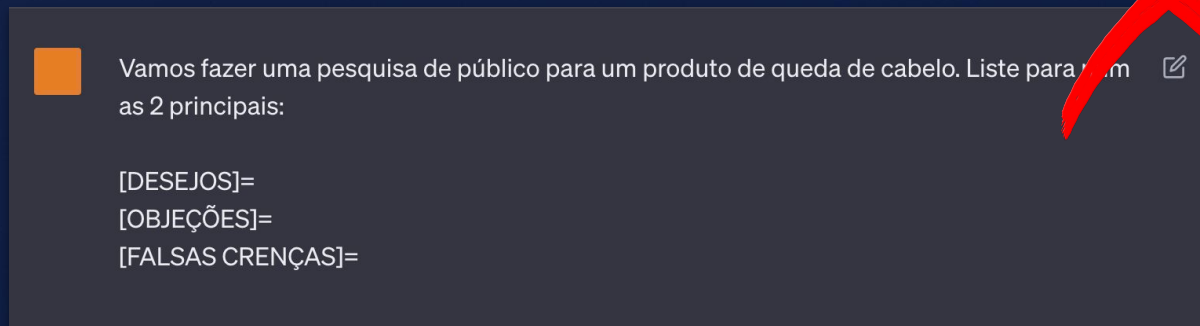 Vamos fazer uma pesquisa de público para um produto de queda de cabelo. Liste para
as 2 principais:
[DESEJOS]=
[OBJEÇÕES]=
[FALSAS CRENÇAS]=